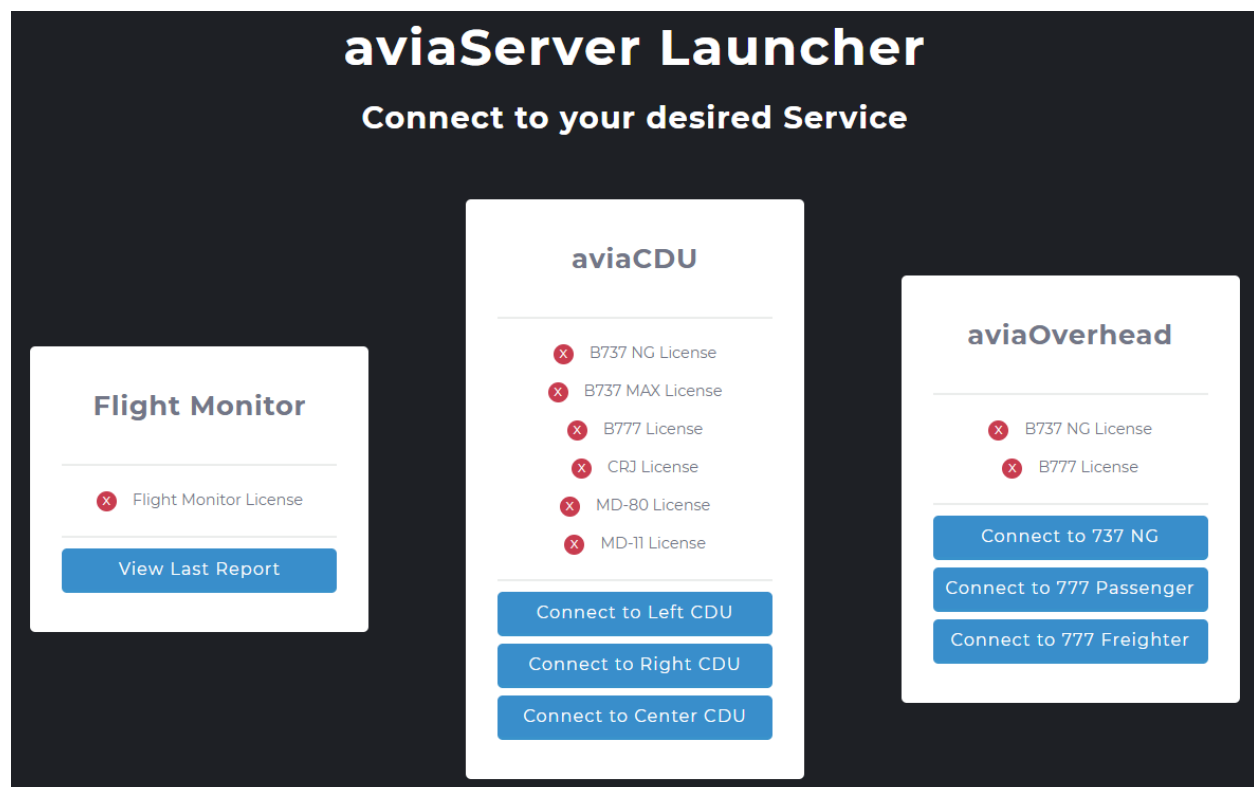 aviaServer Launcher
Connect to your desired Service
Flight Monitor
X Flight Monitor License
View Last Report
aviaCDU
X B737 NG License
X B737 MAX License
X B777 License
X CRJ License
X MD-80 License
X MD-11 License
Connect to Left CDU
Connect to Right CDU
Connect to Center CDU
aviaOverhead
X B737 NG License
X B777 License
Connect to 737 NG
Connect to 777 Passenger
Connect to 777 Freighter